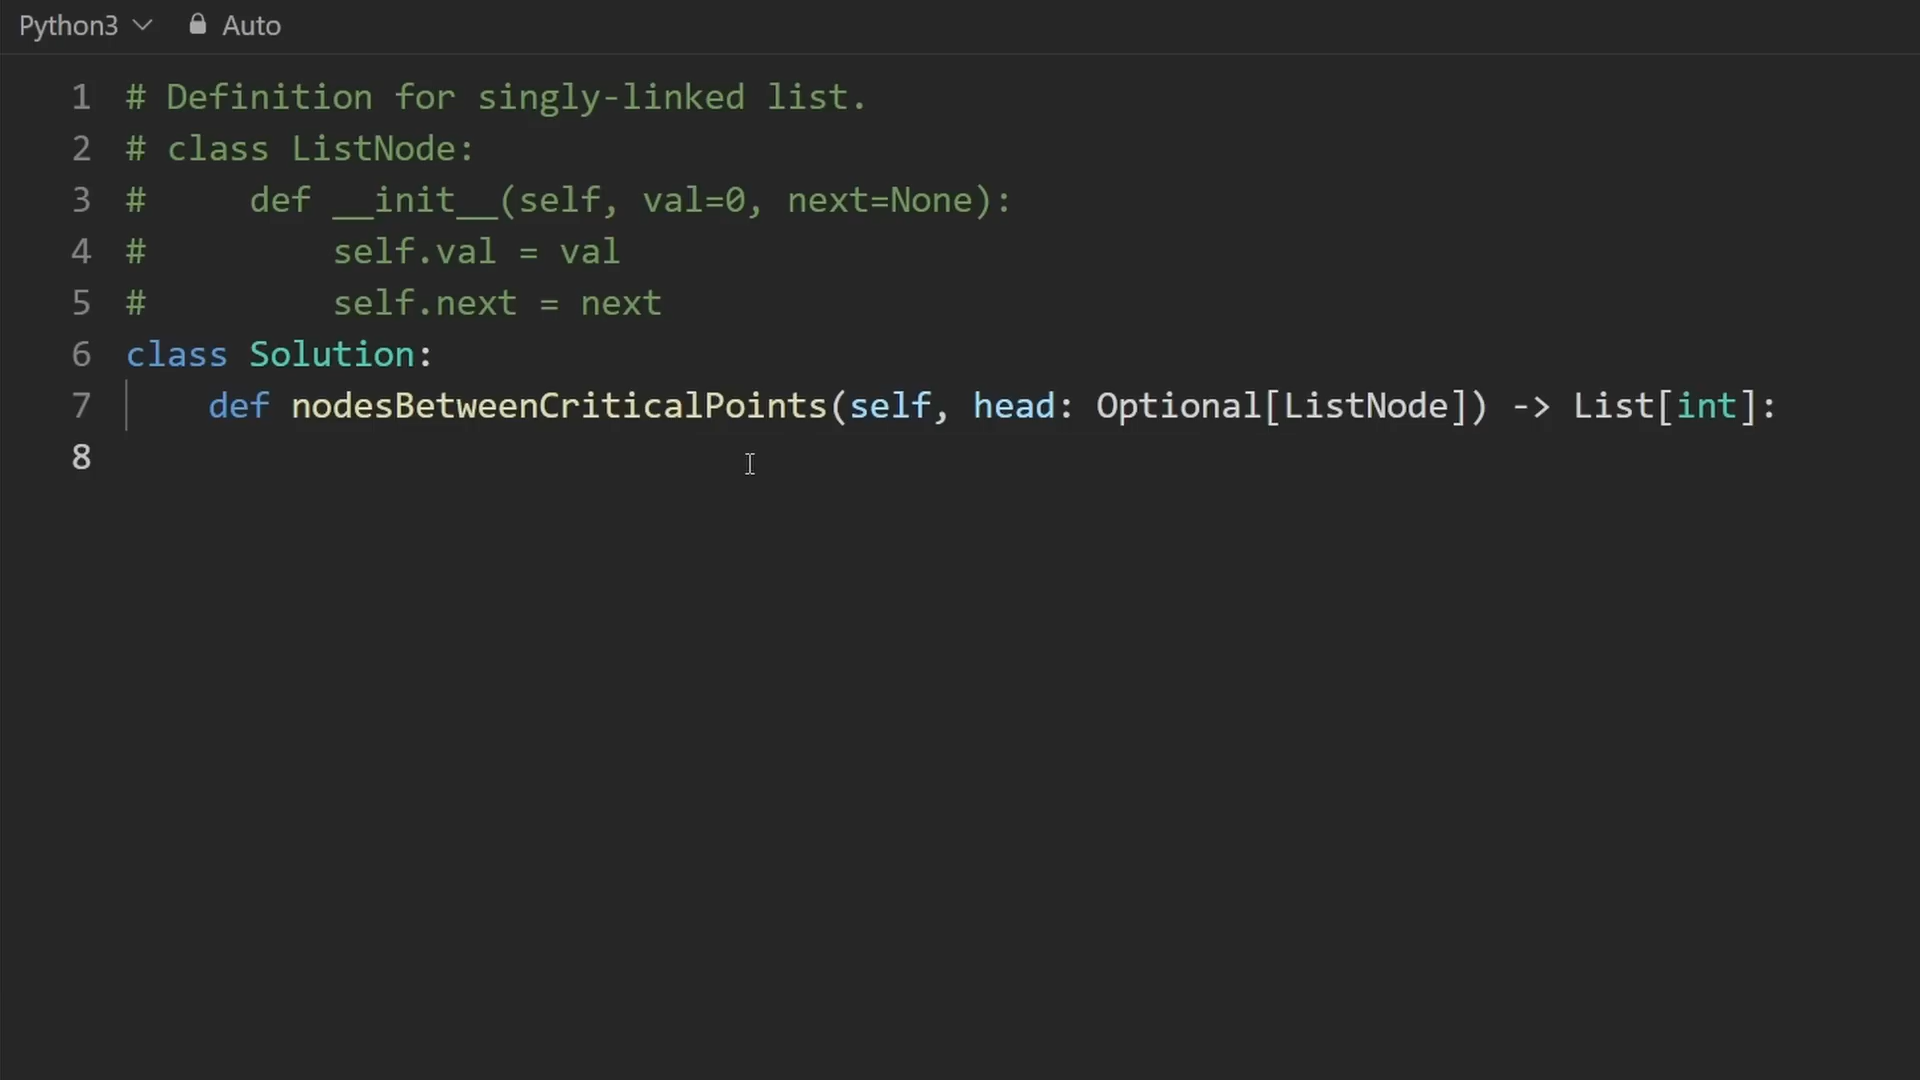 Python3 Auto
1 # Definition for singly-linked list.
2 # class ListNode:
3 #     def __init__(self, val=0, next=None):
4 #         self.val = val
5 #         self.next = next
6 class Solution:
7     def nodesBetweenCriticalPoints(self, head: Optional[ListNode]) -> List[int]:
8